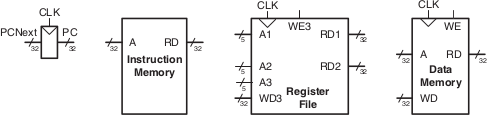 CLK
PCNext
PC
32
32
A
RD
32
32
Instruction
Memory
CLK
WE3
A1
RD1
5
32
A2
RD2
5
32
A3
5
WD3
32
Register
File
CLK
WE
A
RD
32
32
Data
Memory
WD
32